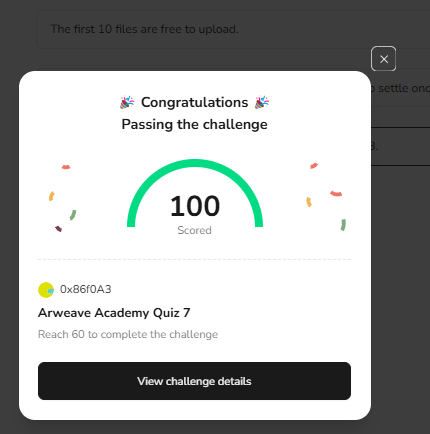 The first 10 files are free to upload.
o settle onc
🎉 Congratulations 🎉
Passing the challenge
100
Scored
0x86f0A3
Arweave Academy Quiz 7
Reach 60 to complete the challenge
View challenge details